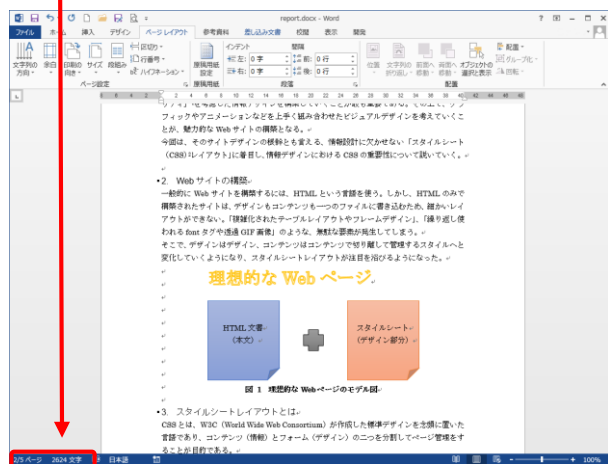 report.docx - Word
ファイル ホーム 挿入 デザイン ページ レイアウト 参考資料 差し込み文書 校閲 表示 開発
文字列の方向 余白 印刷の向き サイズ 段組み 区切り 行番号 ハイフネーション
原稿用紙設定
インデント 間隔
左: 0 字 前: 0 行
右: 0 字 後: 0 行
位置 文字列の折り返し 前面へ移動 背面へ移動 オブジェクトの選択と表示 配置 グループ化 回転
ページ設定 原稿用紙 段落 配置
フィックやアニメーションなどを上手く組み合わせたビジュアルデザインを考えていくこ
とが、魅力的な Web サイトの構築となる。
今回は、そのサイトデザインの根幹とも言える、情報設計に欠かせない「スタイルシート
(CSS)レイアウト」に着目し、情報デザインにおける CSS の重要性について説いていく。
2. Web サイトの構築
一般的に Web サイトを構築するには、HTML という言語を使う。しかし、HTML のみで
構築されたサイトは、デザインもコンテンツも一つのファイルに書き込むため、細かいレイ
アウトができない。「複雑化されたテーブルレイアウトやフレームデザイン」、「繰り返し使
われる font タグや透過 GIF 画像」のような、無駄な要素が発生してしまう。
そこで、デザインはデザイン、コンテンツはコンテンツで切り離して管理するスタイルへと
変化していくようになり、スタイルシートレイアウトが注目を浴びるようになった。
理想的な Web ページ
HTML 文書
(本文)
スタイルシート
(デザイン部分)
図 1 理想的な Web ページのモデル図
3. スタイルシートレイアウトとは
CSS とは、W3C (World Wide Web Consortium) が作成した標準デザインを念頭に置いた
言語であり、コンテンツ(情報)とフォーム(デザイン)の二つを分割してページ管理をす
ることが目的である。
2/5 ページ 2624 文字 日本語 100%